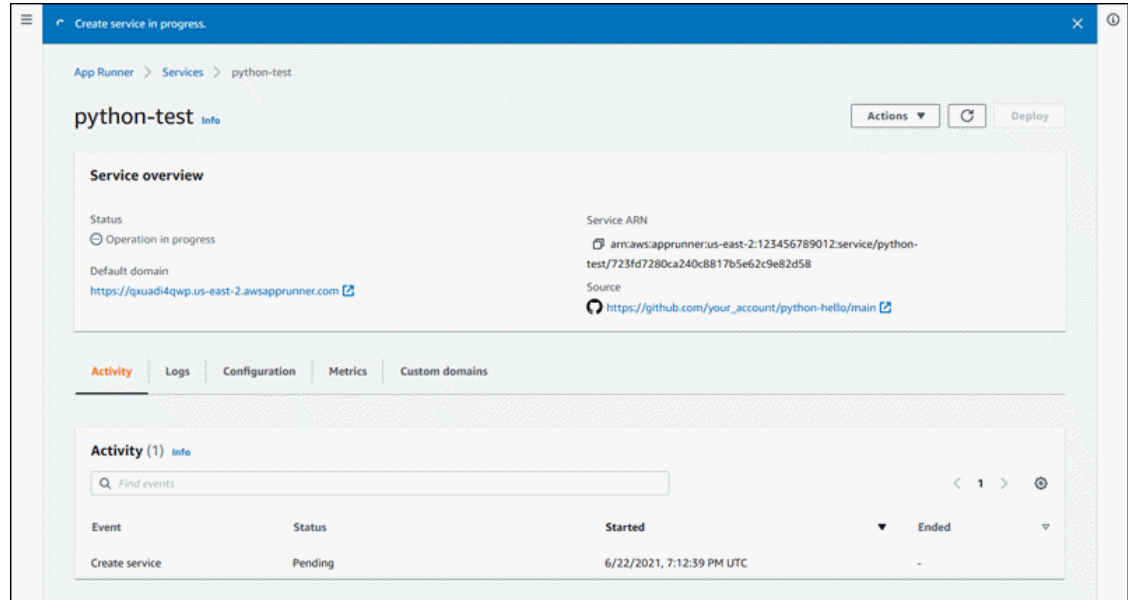 Create service in progress.
App Runner > Services > python-test
python-test Info
Actions Deploy
Service overview
Status
Operation in progress
Default domain
https://qxuadi4qwp.us-east-2.awsapprunner.com
Service ARN
arn:aws:apprunner:us-east-2:123456789012:service/python-
test/723fd7280ca240c8817b5e62c9e82d58
Source
https://github.com/your_account/python-hello/main
Activity Logs Configuration Metrics Custom domains
Activity (1) Info
Find events
1
Event Status Started Ended
Create service Pending 6/22/2021, 7:12:39 PM UTC -